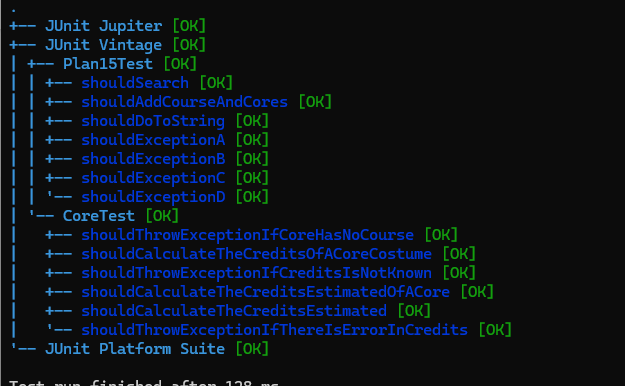 .
+-- JUnit Jupiter [OK]
+-- JUnit Vintage [OK]
| +-- Plan15Test [OK]
| | +-- shouldSearch [OK]
| | +-- shouldAddCourseAndCores [OK]
| | +-- shouldDoToString [OK]
| | +-- shouldExceptionA [OK]
| | +-- shouldExceptionB [OK]
| | +-- shouldExceptionC [OK]
| | '-- shouldExceptionD [OK]
| '-- CoreTest [OK]
|   +-- shouldThrowExceptionIfCoreHasNoCourse [OK]
|   +-- shouldCalculateTheCreditsOfACoreCostume [OK]
|   +-- shouldThrowExceptionIfCreditsIsNotKnown [OK]
|   +-- shouldCalculateTheCreditsEstimatedOfACore [OK]
|   +-- shouldCalculateTheCreditsEstimated [OK]
|   '-- shouldThrowExceptionIfThereIsErrorInCredits [OK]
'-- JUnit Platform Suite [OK]
Test run finished after 128 ms